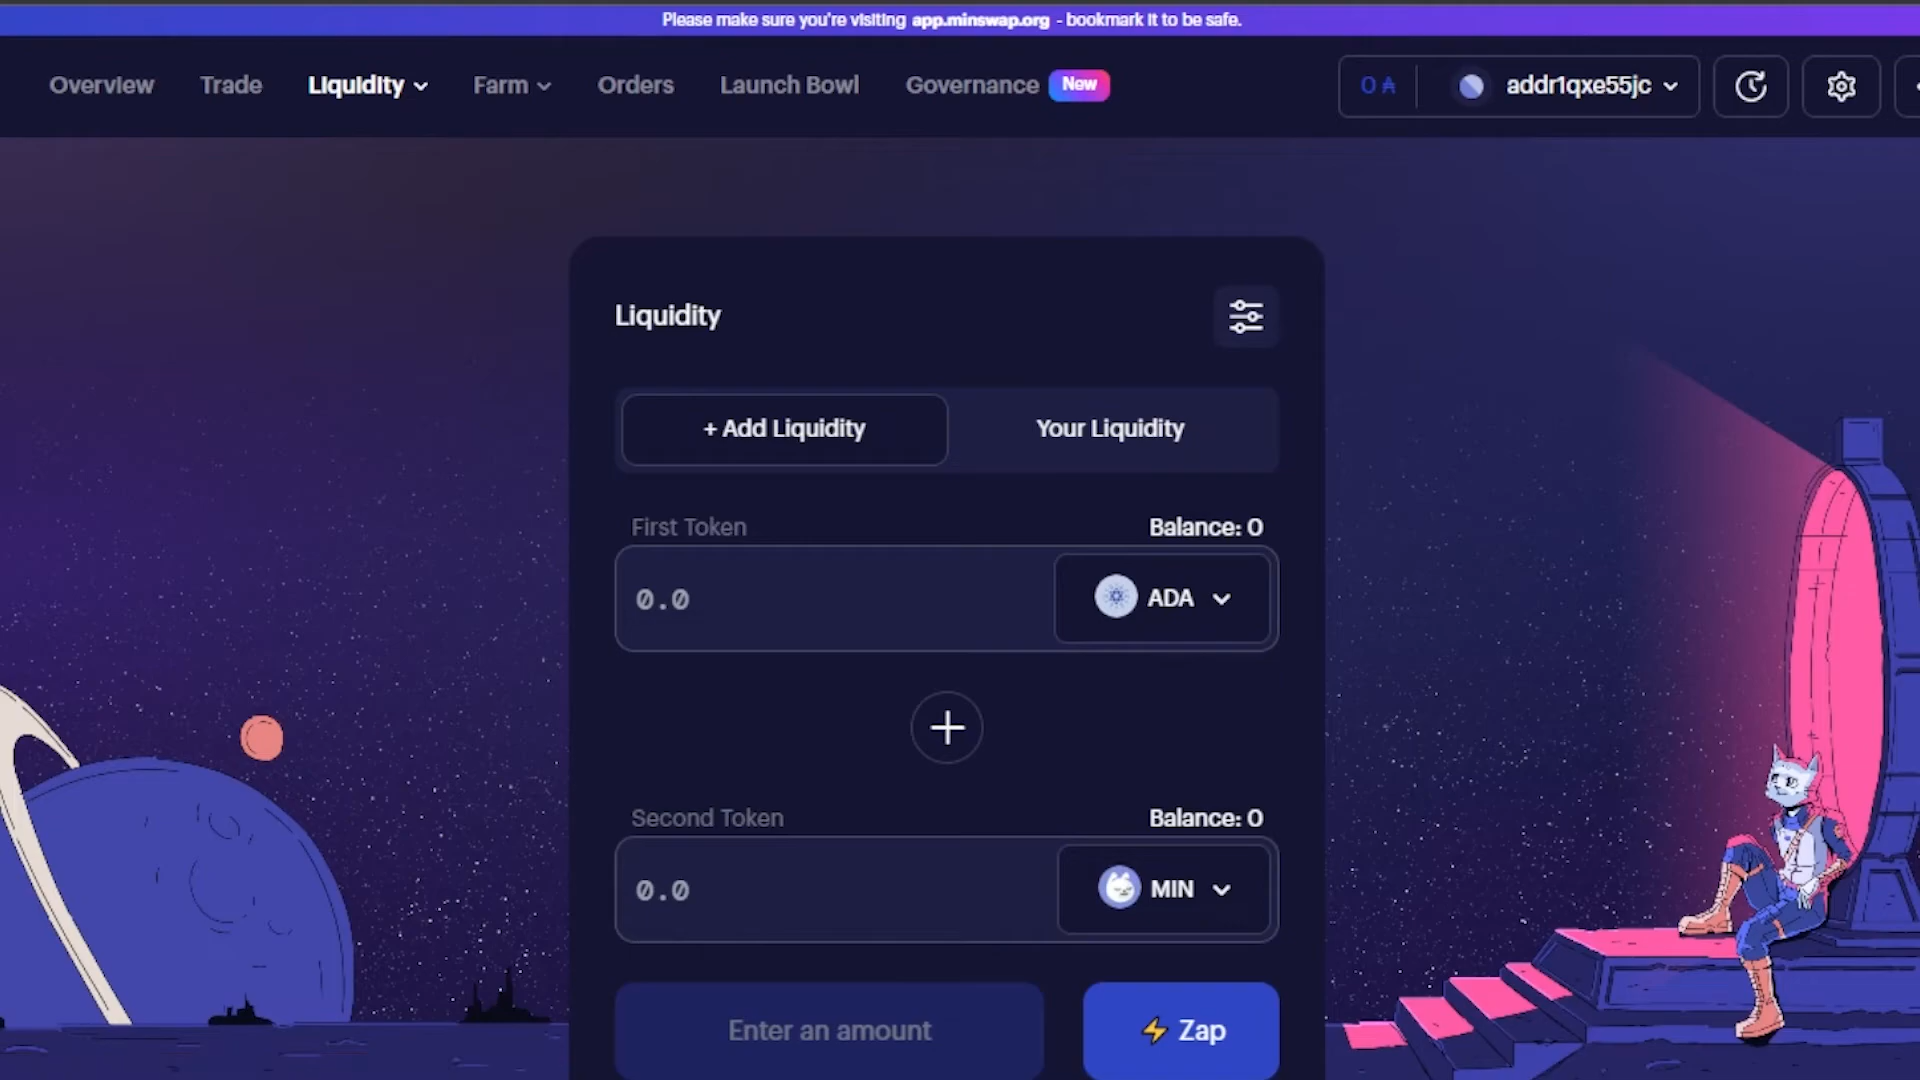 Please make sure you're visiting app.minswap.org - bookmark it to be safe.
Overview Trade Liquidity Farm Orders Launch Bowl Governance New 0 ₳ addr1qxe55jc
Liquidity
+ Add Liquidity Your Liquidity
First Token Balance: 0
0.0 ADA
Second Token Balance: 0
0.0 MIN
Enter an amount Zap